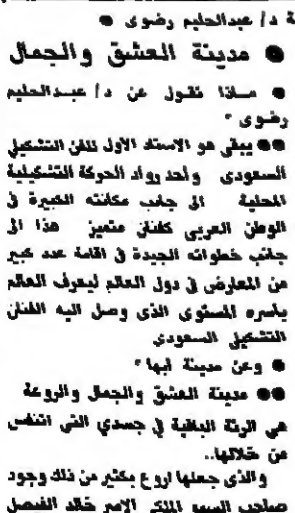 ة د/ عبدالحليم رضوى ●
● مدينة العشق والجمال
● ماذا تقول عن د/ عبدالحليم
رضوى ؟
●● يبقى هو الاستاذ الأول للفن التشكيلي
السعودى وأحد رواد الحركة التشكيلية
المحلية الى جانب مكانته الكبيرة في
الوطن العربى كفنان متميز هذا الى
جانب خطواته الجيدة في اقامة عدد كبير
من المعارض في دول العالم ليعرف العالم
بأسره المستوى الذى وصل اليه الفنان
التشكيلي السعودي
● وعن مدينة أبها ؟
●● مدينة العشق والجمال والروعة
هي الرئة الباقية في جسدي التي اتنفس
من خلالها..
والذى جعلها اروع بكثير من ذلك وجود
صاحب السمو الملكي الامير خالد الفيصل